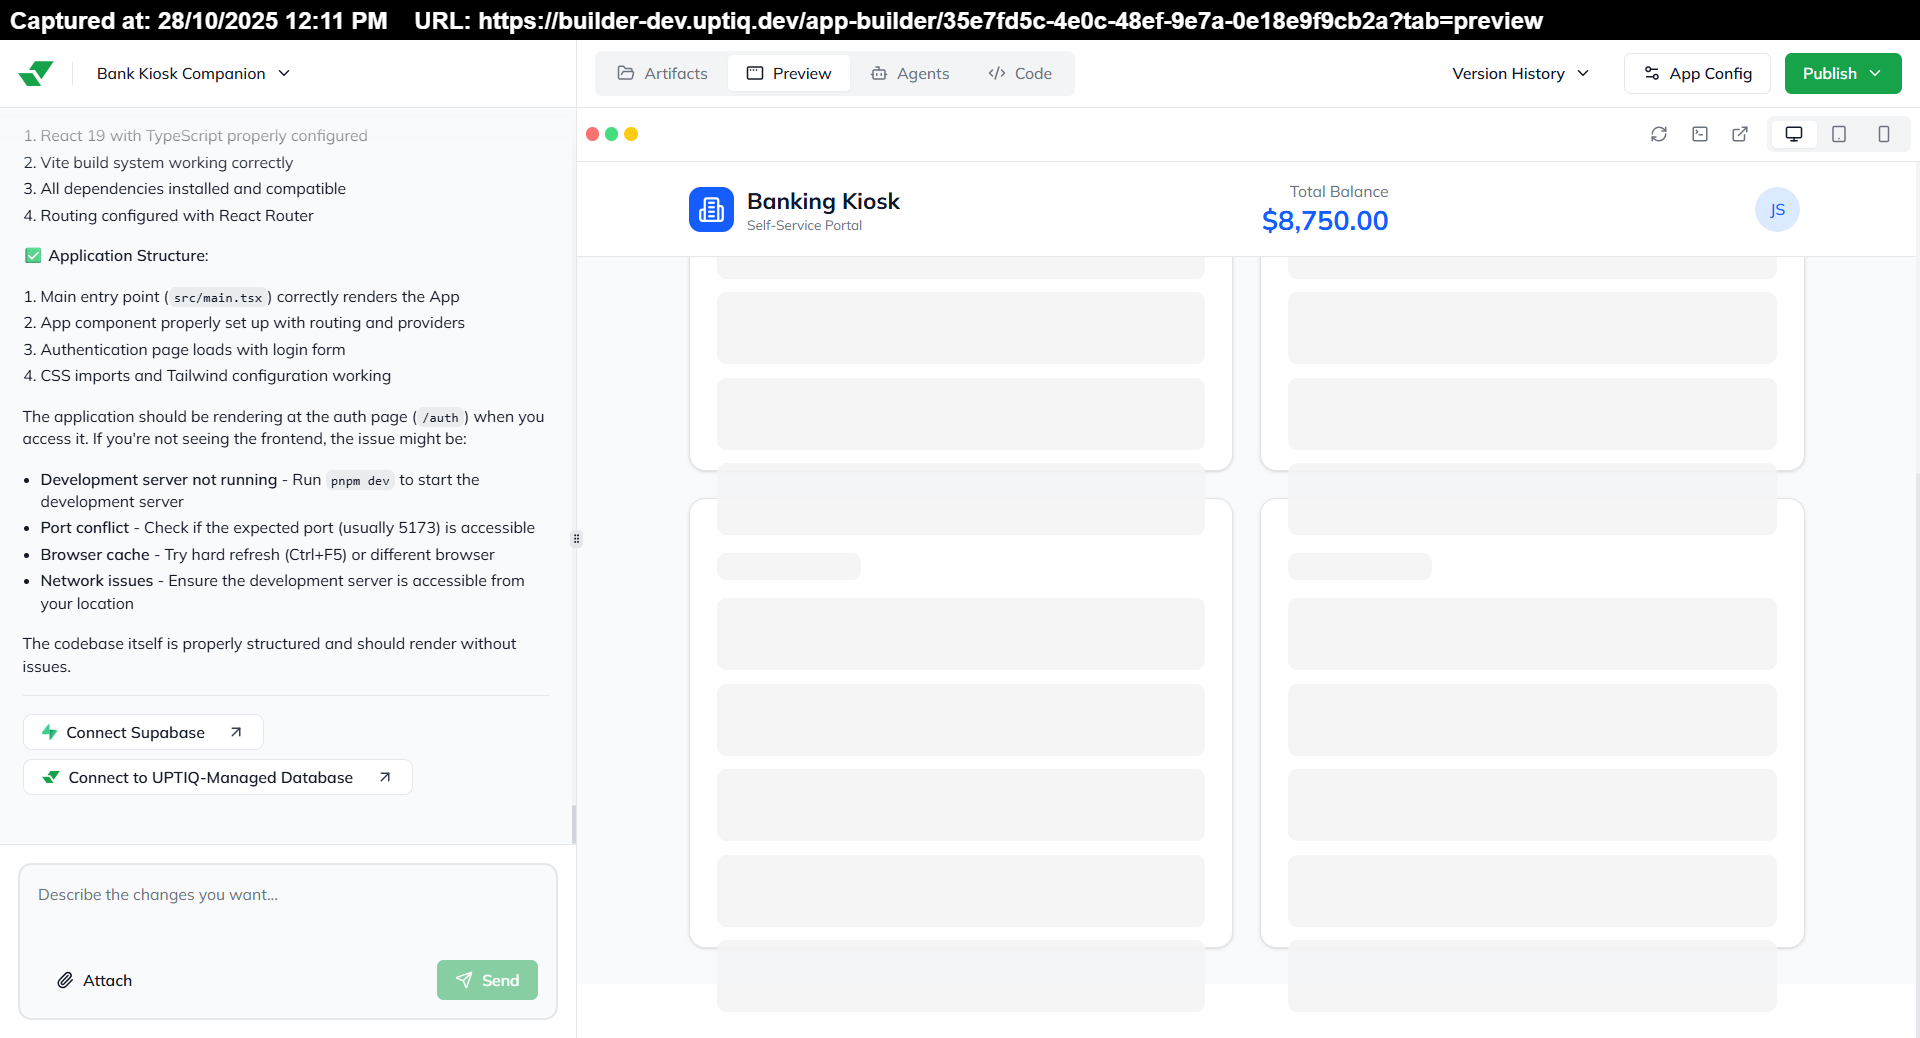 Captured at: 28/10/2025 12:11 PM    URL: https://builder-dev.uptiq.dev/app-builder/35e7fd5c-4e0c-48ef-9e7a-0e18e9f9cb2a?tab=preview
Bank Kiosk Companion
Artifacts
Preview
Agents
Code
Version History
App Config
Publish
1. React 19 with TypeScript properly configured
2. Vite build system working correctly
3. All dependencies installed and compatible
4. Routing configured with React Router
✅ Application Structure:
1. Main entry point ( src/main.tsx ) correctly renders the App
2. App component properly set up with routing and providers
3. Authentication page loads with login form
4. CSS imports and Tailwind configuration working
The application should be rendering at the auth page ( /auth ) when you
access it. If you're not seeing the frontend, the issue might be:
• Development server not running - Run pnpm dev to start the
development server
• Port conflict - Check if the expected port (usually 5173) is accessible
• Browser cache - Try hard refresh (Ctrl+F5) or different browser
• Network issues - Ensure the development server is accessible from
your location
The codebase itself is properly structured and should render without
issues.
Connect Supabase
Connect to UPTIQ-Managed Database
Describe the changes you want...
Attach
Send
Banking Kiosk
Self-Service Portal
Total Balance
$8,750.00
JS